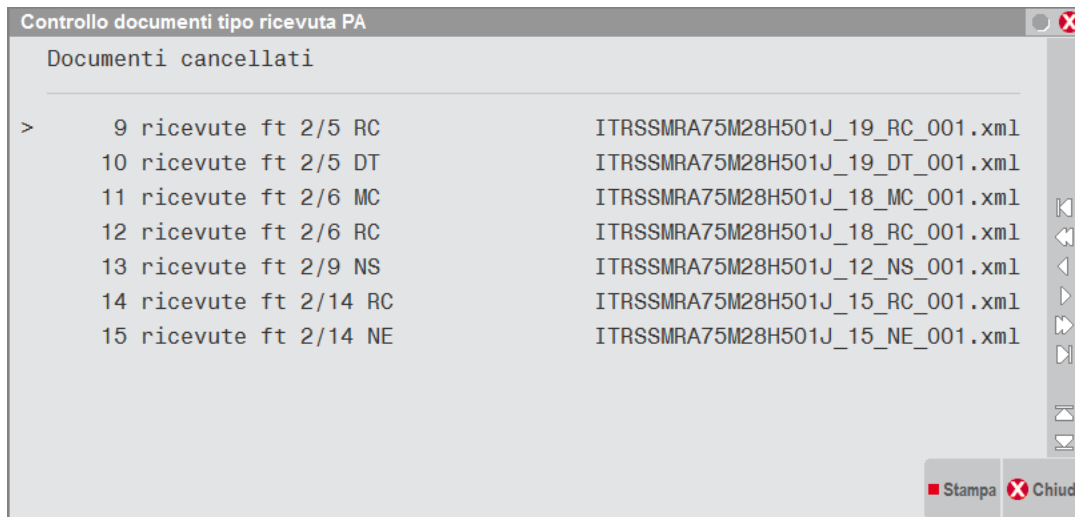 Controllo documenti tipo ricevuta PA
Documenti cancellati
> 9 ricevute ft 2/5 RC ITRSSMRA75M28H501J_19_RC_001.xml
10 ricevute ft 2/5 DT ITRSSMRA75M28H501J_19_DT_001.xml
11 ricevute ft 2/6 MC ITRSSMRA75M28H501J_18_MC_001.xml
12 ricevute ft 2/6 RC ITRSSMRA75M28H501J_18_RC_001.xml
13 ricevute ft 2/9 NS ITRSSMRA75M28H501J_12_NS_001.xml
14 ricevute ft 2/14 RC ITRSSMRA75M28H501J_15_RC_001.xml
15 ricevute ft 2/14 NE ITRSSMRA75M28H501J_15_NE_001.xml
Stampa Chiud